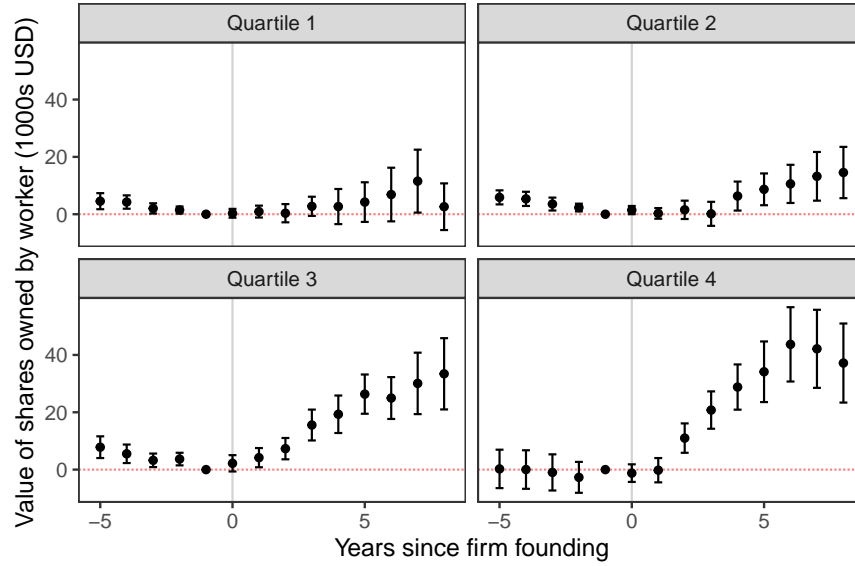 Quartile 1
Quartile 2
40
20
0
Quartile 3
Quartile 4
40
20
0
−5
0
5
−5
0
5
Value of shares owned by worker (1000s USD)
Years since firm founding